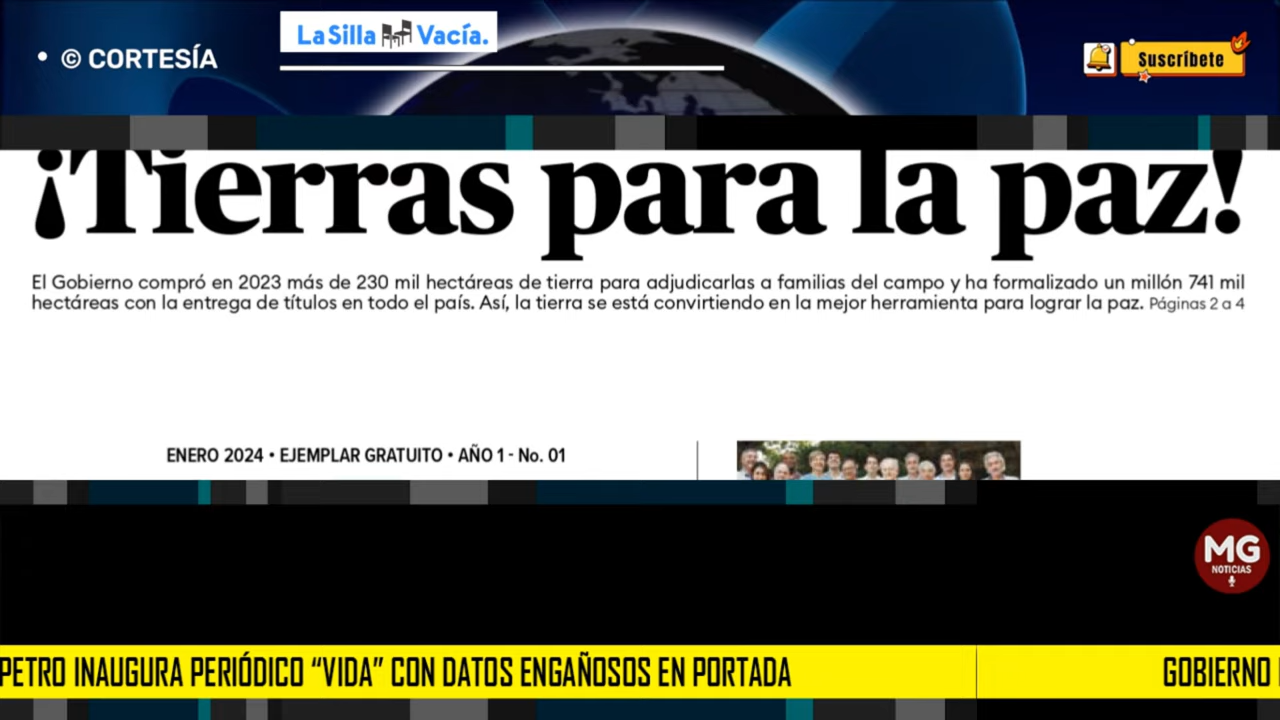 • © CORTESÍA
La Silla Vacía.
Suscríbete
¡Tierras para la paz!
El Gobierno compró en 2023 más de 230 mil hectáreas de tierra para adjudicarlas a familias del campo y ha formalizado un millón 741 mil
hectáreas con la entrega de títulos en todo el país. Así, la tierra se está convirtiendo en la mejor herramienta para lograr la paz. Páginas 2 a 4
ENERO 2024 • EJEMPLAR GRATUITO • AÑO 1 - No. 01
MG
NOTICIAS
PETRO INAUGURA PERIÓDICO “VIDA” CON DATOS ENGAÑOSOS EN PORTADA
GOBIERNO